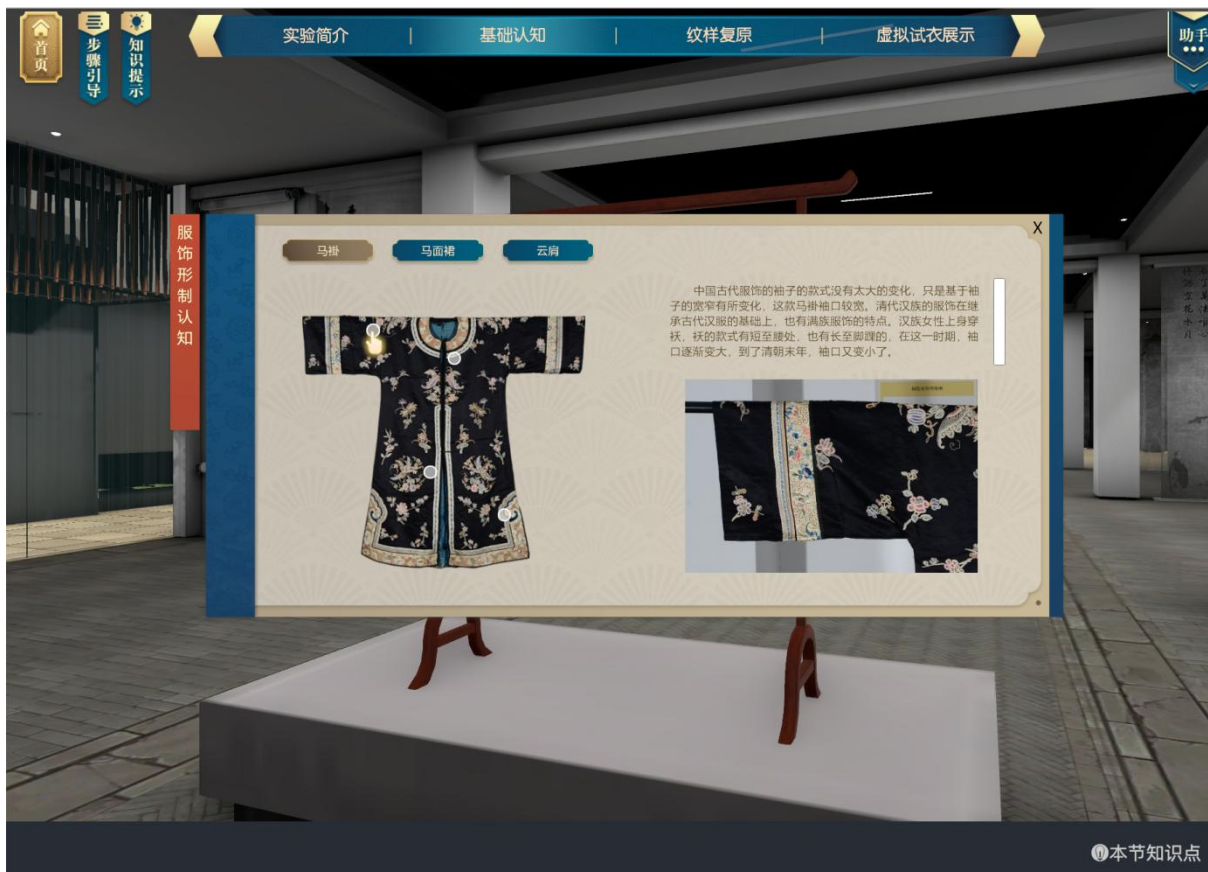 首页
步骤引导
知识提示
实验简介 | 基础认知 | 纹样复原 | 虚拟试衣展示
助手
服饰形制认知
X
马褂
马面裙
云肩
中国古代服饰的袖子的款式没有太大的变化，只是基于袖
子的宽窄有所变化，这款马褂袖口较宽。清代汉族的服饰在继
承古代汉服的基础上，也有满族服饰的特点。汉族女性上身穿
袄，袄的款式有短至腰处，也有长至脚踝的，在这一时期，袖
口逐渐变大，到了清朝末年，袖口又变小了。
本节知识点